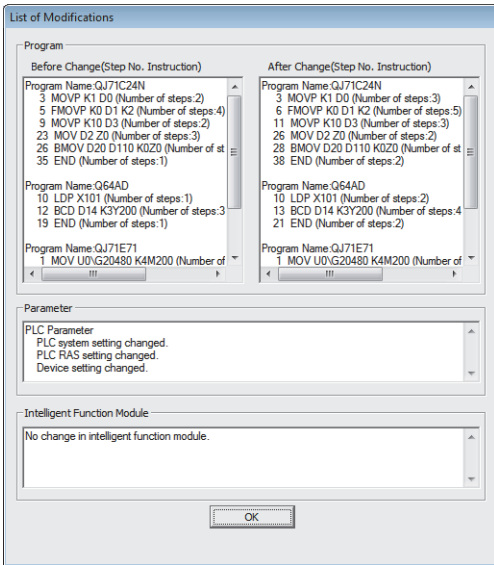 List of Modifications
Program
Before Change(Step No. Instruction)
Program Name:QJ71C24N
3 MOVP K1 D0 (Number of steps:2)
5 FMOVP K0 D1 K2 (Number of steps:4)
9 MOVP K10 D3 (Number of steps:2)
23 MOV D2 Z0 (Number of steps:3)
26 BMOV D20 D110 K0Z0 (Number of st
35 END (Number of steps:1)
Program Name:Q64AD
10 LDP X101 (Number of steps:1)
12 BCD D14 K3Y200 (Number of steps:3
19 END (Number of steps:1)
Program Name:QJ71E71
1 MOV U0\G20480 K4M200 (Number of
After Change(Step No. Instruction)
Program Name:QJ71C24N
3 MOVP K1 D0 (Number of steps:3)
6 FMOVP K0 D1 K2 (Number of steps:5)
11 MOVP K10 D3 (Number of steps:3)
26 MOV D2 Z0 (Number of steps:2)
28 BMOV D20 D110 K0Z0 (Number of st
38 END (Number of steps:2)
Program Name:Q64AD
10 LDP X101 (Number of steps:2)
13 BCD D14 K3Y200 (Number of steps:4
21 END (Number of steps:2)
Program Name:QJ71E71
1 MOV U0\G20480 K4M200 (Number of
Parameter
PLC Parameter
PLC system setting changed.
PLC RAS setting changed.
Device setting changed.
Intelligent Function Module
No change in intelligent function module.
OK